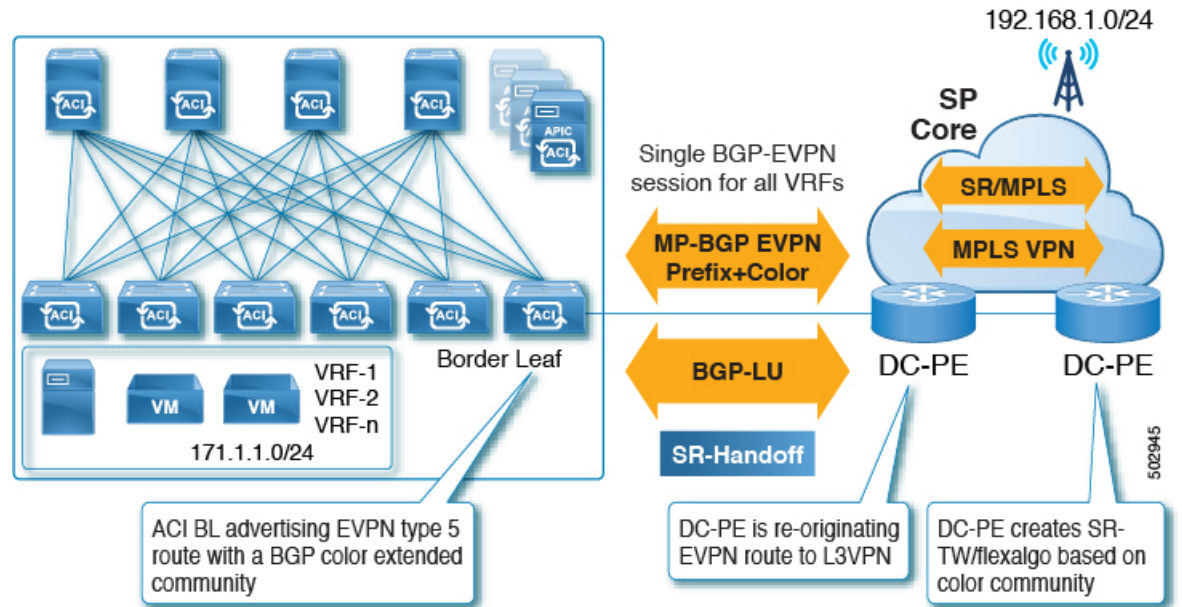 192.168.1.0/24
SP
Core
ACI
ACI
ACI
ACI
APIC
ACI
Single BGP-EVPN
session for all VRFs
SR/MPLS
MP-BGP EVPN
Prefix+Color
MPLS VPN
ACI
ACI
ACI
ACI
ACI
ACI
Border Leaf
DC-PE
DC-PE
BGP-LU
VM
VM
VRF-1
VRF-2
VRF-n
171.1.1.0/24
SR-Handoff
502945
ACI BL advertising EVPN type 5
route with a BGP color extended
community
DC-PE is re-originating
EVPN route to L3VPN
DC-PE creates SR-
TW/flexalgo based on
color community